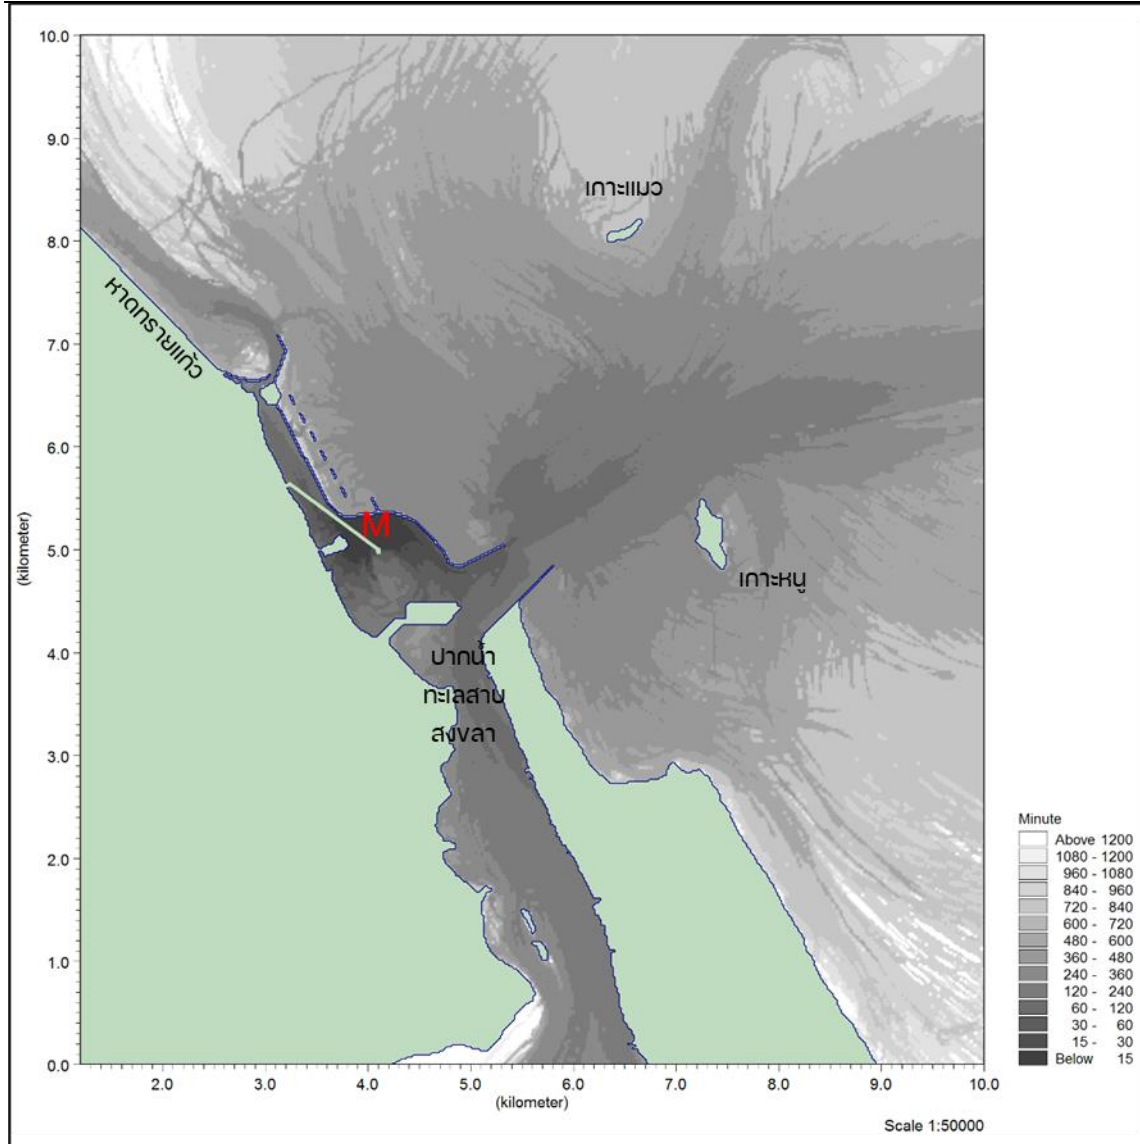 10.0
9.0
8.0
7.0
6.0
5.0
4.0
3.0
2.0
1.0
0.0
(kilometer)
เกาะแมว
หาดทรายแก้ว
M
เกาะหนู
ปากน้ำ
ทะเลสาบ
สงขลา
2.0 3.0 4.0 5.0 6.0 7.0 8.0 9.0 10.0
(kilometer)
Scale 1:50000
Minute
Above 1200
1080 - 1200
960 - 1080
840 - 960
720 - 840
600 - 720
480 - 600
360 - 480
240 - 360
120 - 240
60 - 120
30 - 60
15 - 30
Below 15